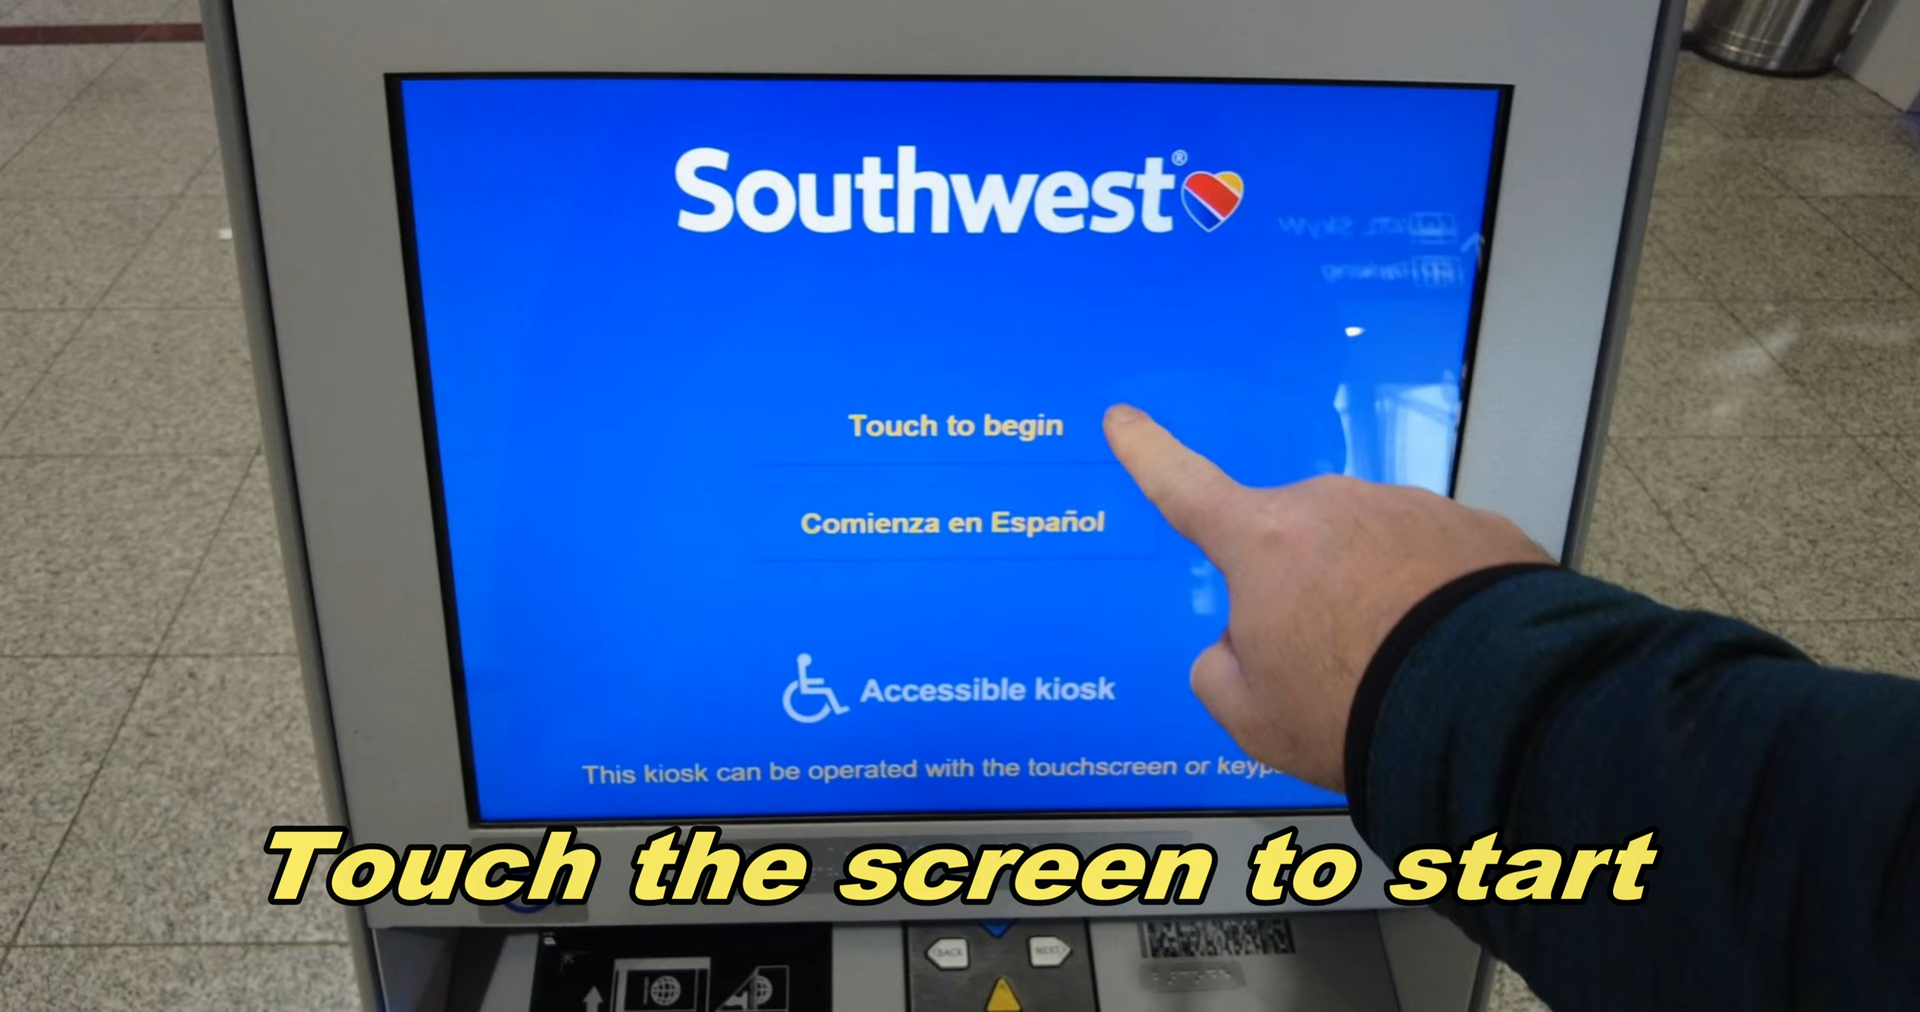 Southwest®
Touch to begin
Comienza en Español
Accessible kiosk
This kiosk can be operated with the touchscreen or
Touch the screen to start
BACK
NEXT